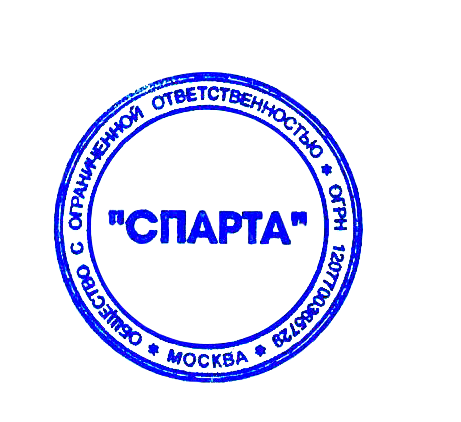 ОБЩЕСТВО С ОГРАНИЧЕННОЙ ОТВЕТСТВЕННОСТЬЮ * ОГРН 1207700365729 * МОСКВА *
"СПАРТА"